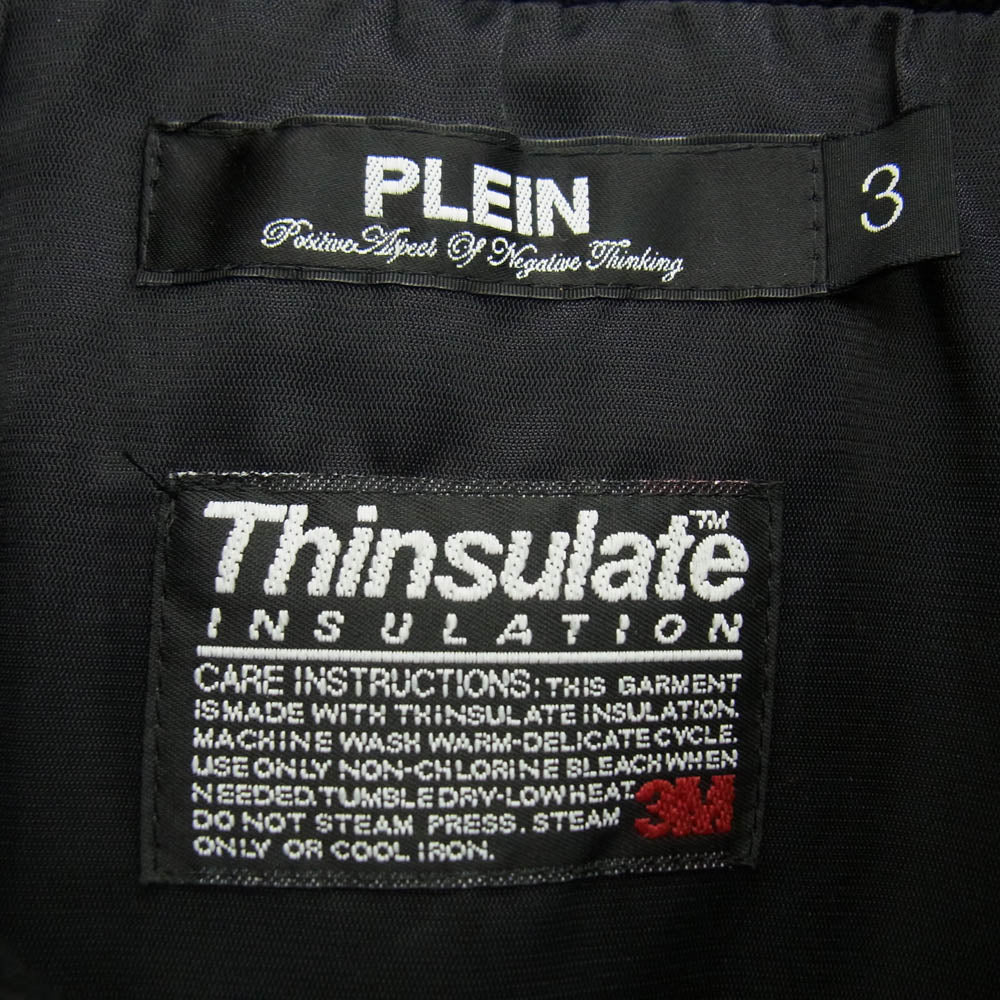 PLEIN
Positive Aspect Of Negative Thinking
3
Thinsulate™
INSULATION
CARE INSTRUCTIONS: THIS GARMENT
IS MADE WITH THINSULATE INSULATION.
MACHINE WASH WARM-DELICATE CYCLE.
USE ONLY NON-CHLORINE BLEACH WHEN
NEEDED. TUMBLE DRY-LOW HEAT.
DO NOT STEAM PRESS. STEAM
ONLY OR COOL IRON.
3M